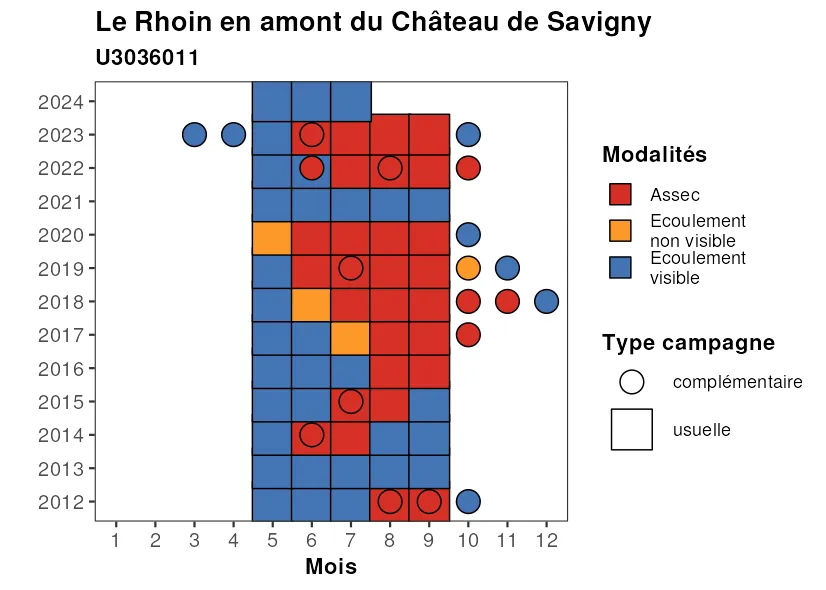 Le Rhoin en amont du Château de Savigny
U3036011
2024
2023
2022
2021
2020
2019
2018
2017
2016
2015
2014
2013
2012
1 2 3 4 5 6 7 8 9 10 11 12
Mois
Modalités
Assec
Ecoulement
non visible
Ecoulement
visible
Type campagne
complémentaire
usuelle